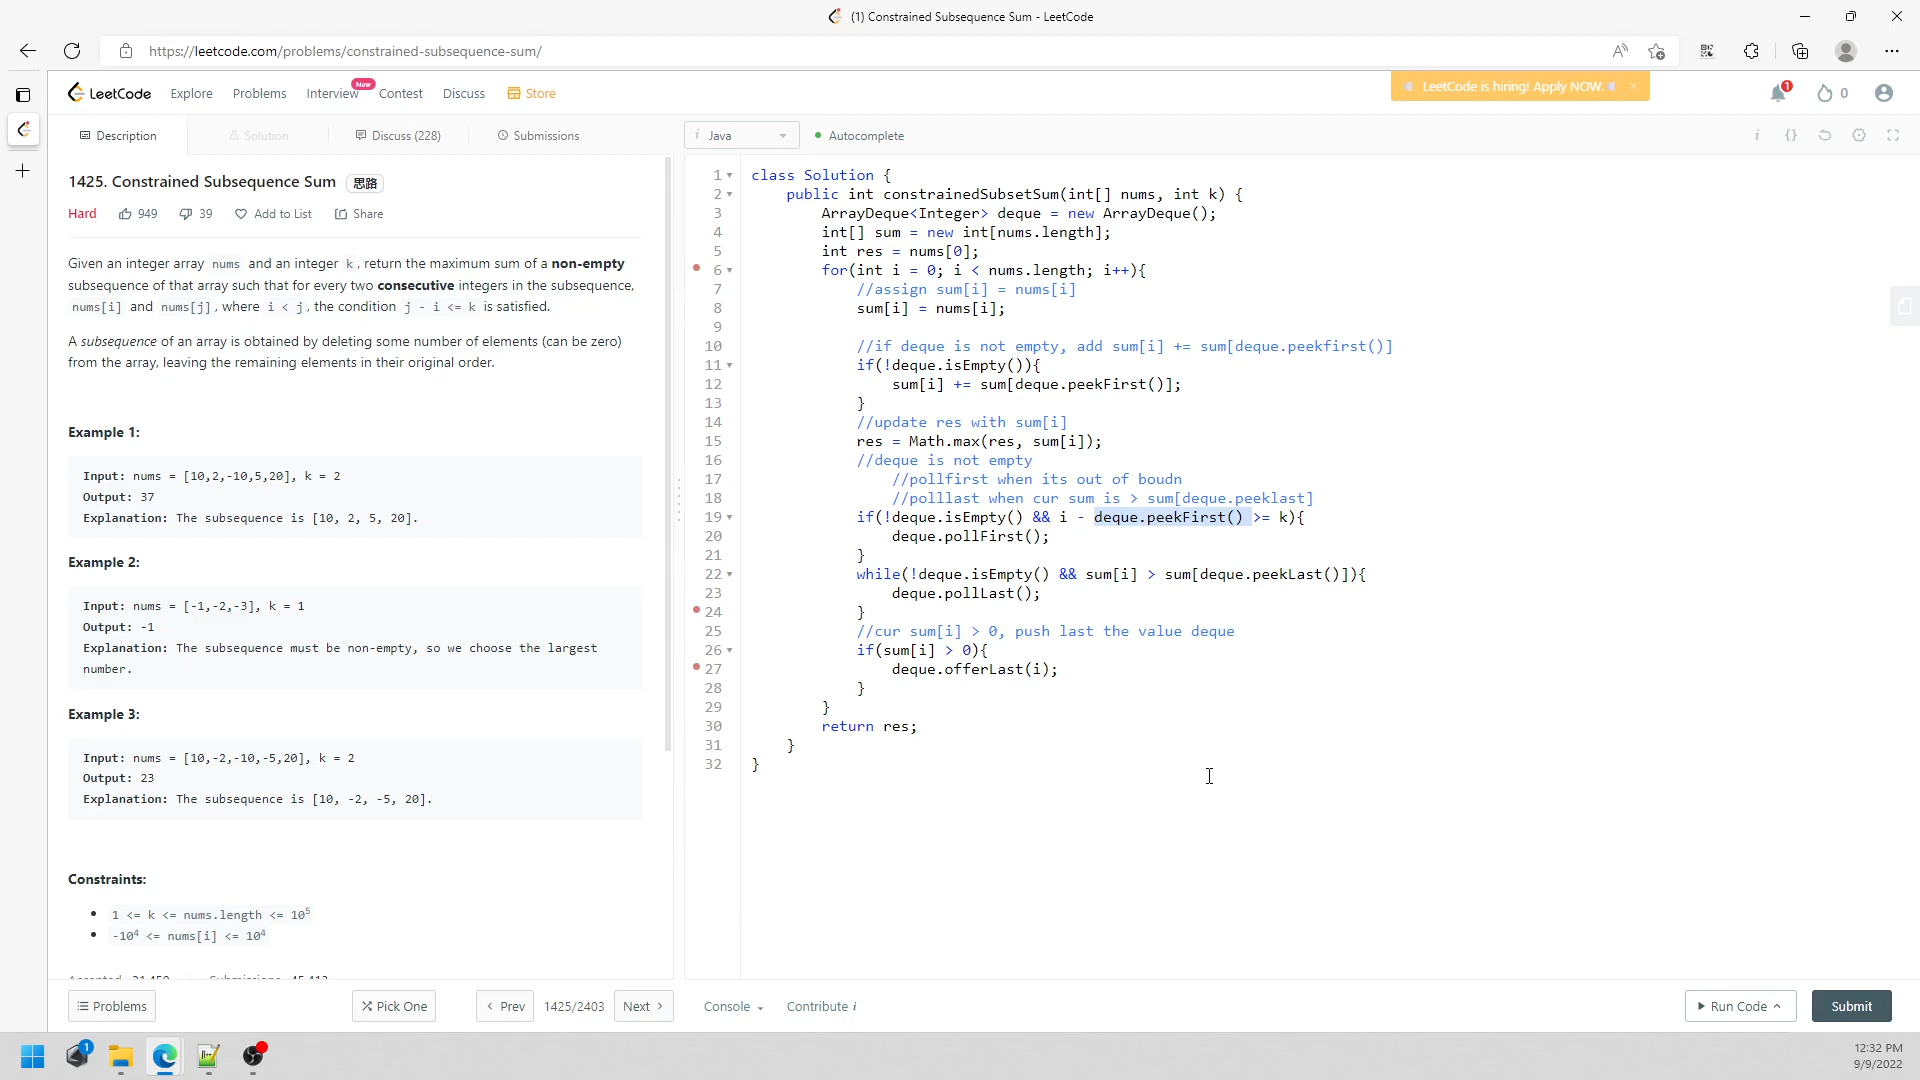 (1) Constrained Subsequence Sum - LeetCode
https://leetcode.com/problems/constrained-subsequence-sum/
LeetCode Explore Problems Interview New Contest Discuss Store
LeetCode is hiring! Apply NOW.
1
0
Description
Solution
Discuss (228)
Submissions
i Java
Autocomplete
i {}
1425. Constrained Subsequence Sum 思路
Hard 949 39 Add to List Share
Given an integer array nums and an integer k, return the maximum sum of a non-empty
subsequence of that array such that for every two consecutive integers in the subsequence,
nums[i] and nums[j], where i < j, the condition j - i <= k is satisfied.
A subsequence of an array is obtained by deleting some number of elements (can be zero)
from the array, leaving the remaining elements in their original order.
Example 1:
Input: nums = [10,2,-10,5,20], k = 2
Output: 37
Explanation: The subsequence is [10, 2, 5, 20].
Example 2:
Input: nums = [-1,-2,-3], k = 1
Output: -1
Explanation: The subsequence must be non-empty, so we choose the largest
number.
Example 3:
Input: nums = [10,-2,-10,-5,20], k = 2
Output: 23
Explanation: The subsequence is [10, -2, -5, 20].
Constraints:
1 <= k <= nums.length <= 10^5
-10^4 <= nums[i] <= 10^4
1 class Solution {
2 public int constrainedSubsetSum(int[] nums, int k) {
3 ArrayDeque<Integer> deque = new ArrayDeque();
4 int[] sum = new int[nums.length];
5 int res = nums[0];
6 for(int i = 0; i < nums.length; i++){
7 //assign sum[i] = nums[i]
8 sum[i] = nums[i];
9
10 //if deque is not empty, add sum[i] += sum[deque.peekfirst()]
11 if(!deque.isEmpty()){
12 sum[i] += sum[deque.peekFirst()];
13 }
14 //update res with sum[i]
15 res = Math.max(res, sum[i]);
16 //deque is not empty
17 //pollfirst when its out of boudn
18 //polllast when cur sum is > sum[deque.peeklast]
19 if(!deque.isEmpty() && i - deque.peekFirst() >= k){
20 deque.pollFirst();
21 }
22 while(!deque.isEmpty() && sum[i] > sum[deque.peekLast()]){
23 deque.pollLast();
24 }
25 //cur sum[i] > 0, push last the value deque
26 if(sum[i] > 0){
27 deque.offerLast(i);
28 }
29 }
30 return res;
31 }
32 }
Problems
Pick One
Prev
1425/2403
Next
Console
Contribute i
Run Code
Submit
1
12:32 PM
9/9/2022